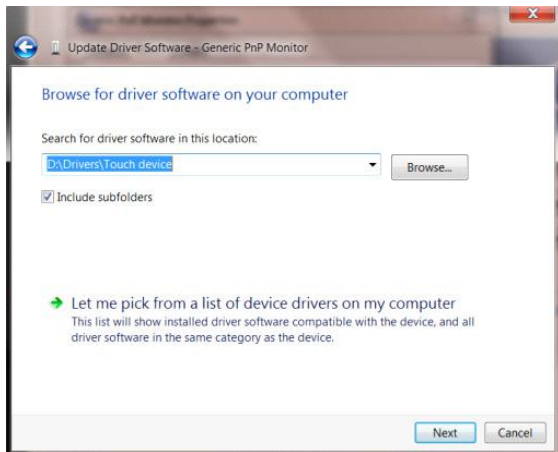 Update Driver Software - Generic PnP Monitor
Browse for driver software on your computer
Search for driver software in this location:
D:\Drivers\Touch device
Browse...
Include subfolders
Let me pick from a list of device drivers on my computer
This list will show installed driver software compatible with the device, and all
driver software in the same category as the device.
Next
Cancel